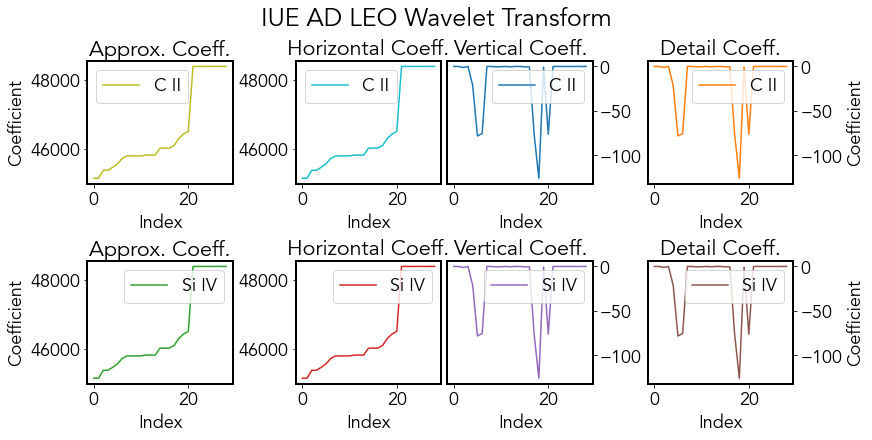 IUE AD LEO Wavelet Transform
Approx. Coeff. Horizontal Coeff. Vertical Coeff. Detail Coeff.
C II C II C II C II
48000 48000 0 0
46000 46000 −50 −50
−100 −100
Coefficient Coefficient
0 20 0 20 0 20 0 20
Index Index Index Index
Approx. Coeff. Horizontal Coeff. Vertical Coeff. Detail Coeff.
Si IV Si IV Si IV Si IV
48000 48000 0 0
46000 46000 −50 −50
−100 −100
Coefficient Coefficient
0 20 0 20 0 20 0 20
Index Index Index Index